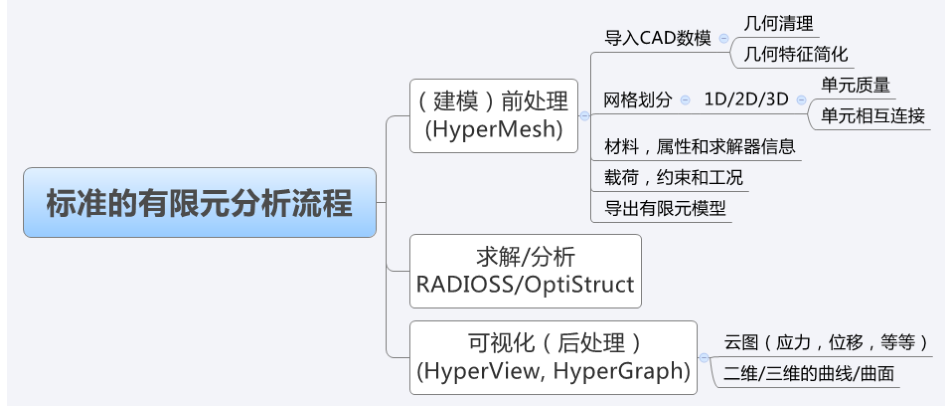 标准的有限元分析流程
（建模）前处理
(HyperMesh)
导入CAD数模
几何清理
几何特征简化
网格划分
1D/2D/3D
单元质量
单元相互连接
材料，属性和求解器信息
载荷，约束和工况
导出有限元模型
求解/分析
RADIOSS/OptiStruct
可视化（后处理）
(HyperView, HyperGraph)
云图（应力，位移，等等）
二维/三维的曲线/曲面